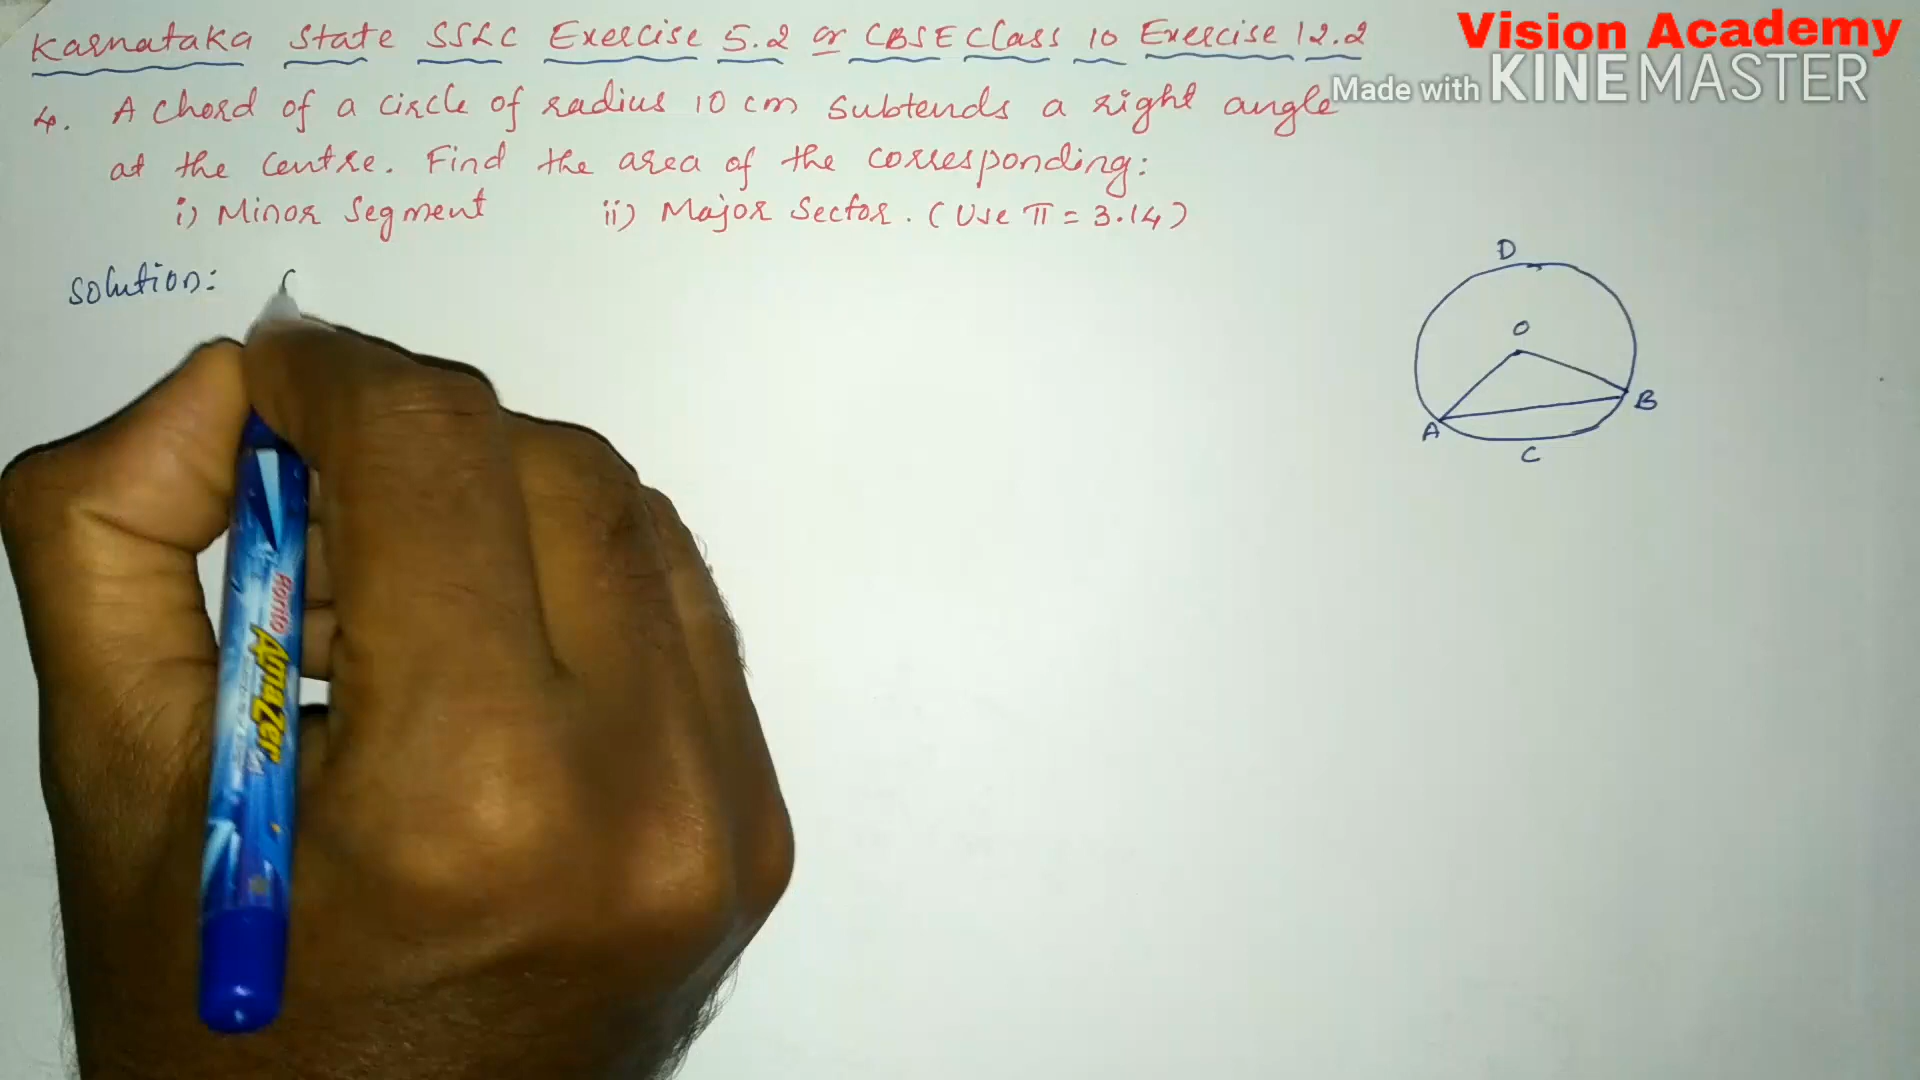 Karnataka State SSLC Exercise 5.2 or CBSE Class 10 Exercise 12.2
Vision Academy
Made with KINEMASTER
4. A chord of a circle of radius 10 cm subtends a right angle
at the centre. Find the area of the corresponding:
i) Minor Segment ii) Major Sector. (Use π = 3.14)
Solution:
D
O
B
A
C
Florito
AmaZer